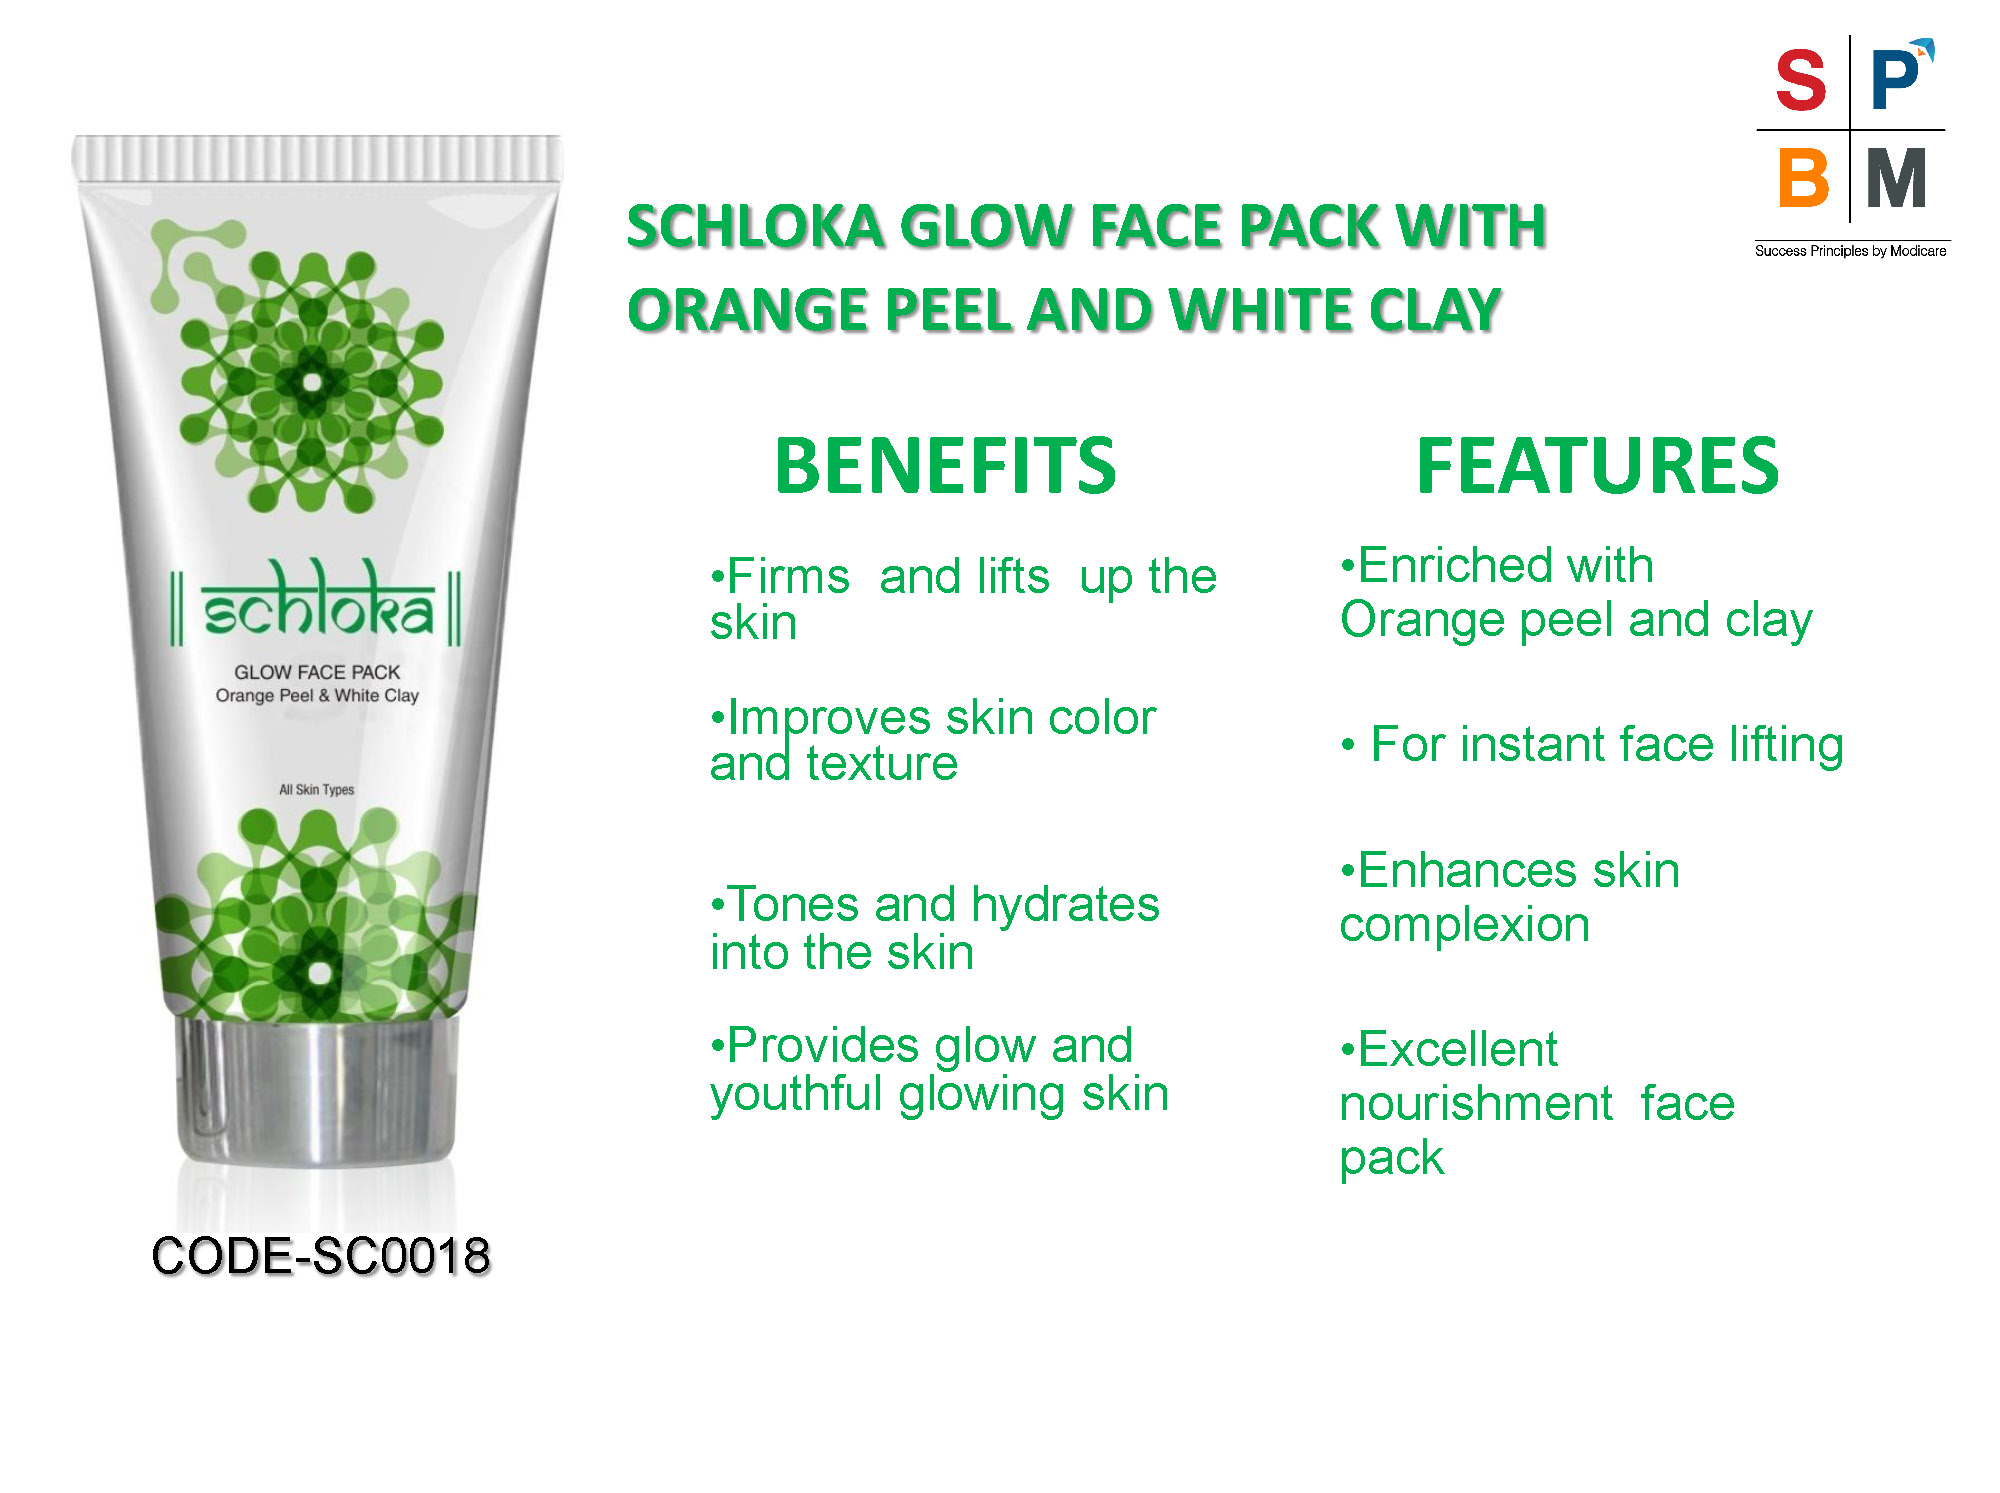 S P
B M
Success Principles by Modicare
SCHLOKA GLOW FACE PACK WITH
ORANGE PEEL AND WHITE CLAY
schloka
GLOW FACE PACK
Orange Peel & White Clay
All Skin Types
CODE-SC0018
BENEFITS
•Firms and lifts up the
skin
•Improves skin color
and texture
•Tones and hydrates
into the skin
•Provides glow and
youthful glowing skin
FEATURES
•Enriched with
Orange peel and clay
• For instant face lifting
•Enhances skin
complexion
•Excellent
nourishment face
pack